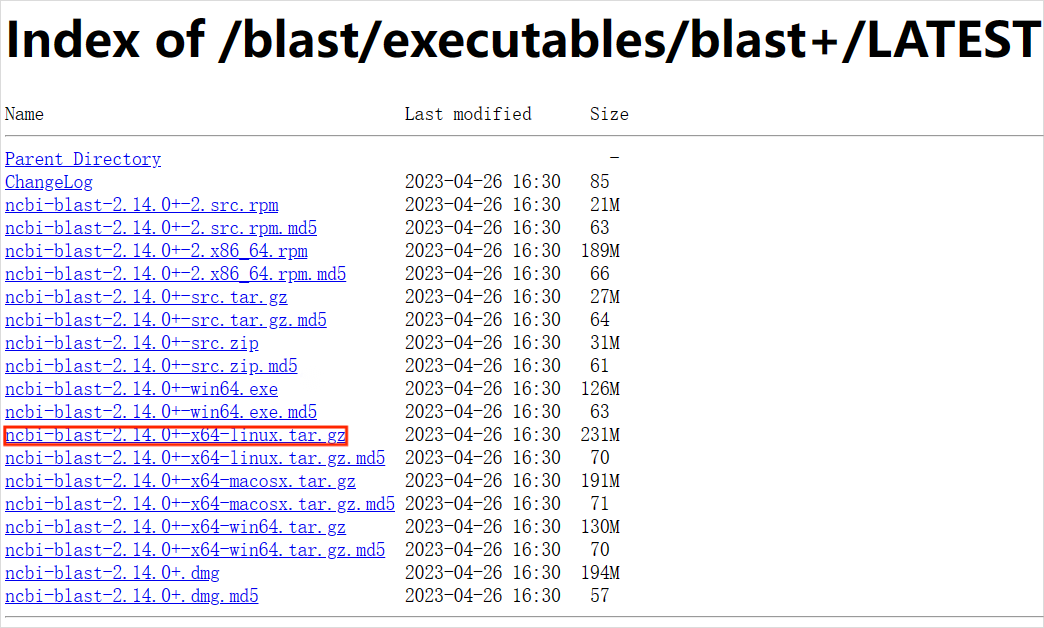 Index of /blast/executables/blast+/LATEST
Name Last modified Size
Parent Directory -
ChangeLog 2023-04-26 16:30 85
ncbi-blast-2.14.0+-2.src.rpm 2023-04-26 16:30 21M
ncbi-blast-2.14.0+-2.src.rpm.md5 2023-04-26 16:30 63
ncbi-blast-2.14.0+-2.x86_64.rpm 2023-04-26 16:30 189M
ncbi-blast-2.14.0+-2.x86_64.rpm.md5 2023-04-26 16:30 66
ncbi-blast-2.14.0+-src.tar.gz 2023-04-26 16:30 27M
ncbi-blast-2.14.0+-src.tar.gz.md5 2023-04-26 16:30 64
ncbi-blast-2.14.0+-src.zip 2023-04-26 16:30 31M
ncbi-blast-2.14.0+-src.zip.md5 2023-04-26 16:30 61
ncbi-blast-2.14.0+-win64.exe 2023-04-26 16:30 126M
ncbi-blast-2.14.0+-win64.exe.md5 2023-04-26 16:30 63
ncbi-blast-2.14.0+-x64-linux.tar.gz 2023-04-26 16:30 231M
ncbi-blast-2.14.0+-x64-linux.tar.gz.md5 2023-04-26 16:30 70
ncbi-blast-2.14.0+-x64-macosx.tar.gz 2023-04-26 16:30 191M
ncbi-blast-2.14.0+-x64-macosx.tar.gz.md5 2023-04-26 16:30 71
ncbi-blast-2.14.0+-x64-win64.tar.gz 2023-04-26 16:30 130M
ncbi-blast-2.14.0+-x64-win64.tar.gz.md5 2023-04-26 16:30 70
ncbi-blast-2.14.0+.dmg 2023-04-26 16:30 194M
ncbi-blast-2.14.0+.dmg.md5 2023-04-26 16:30 57